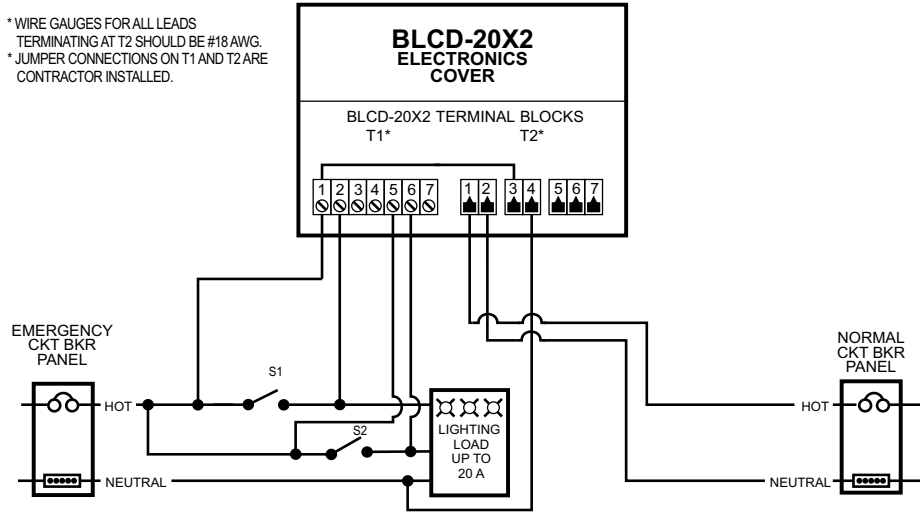 * WIRE GAUGES FOR ALL LEADS
TERMINATING AT T2 SHOULD BE #18 AWG.
* JUMPER CONNECTIONS ON T1 AND T2 ARE
CONTRACTOR INSTALLED.
BLCD-20X2
ELECTRONICS
COVER
BLCD-20X2 TERMINAL BLOCKS
T1* T2*
1 2 3 4 5 6 7 1 2 3 4 5 6 7
EMERGENCY
CKT BKR
PANEL
NORMAL
CKT BKR
PANEL
S1
HOT
S2
LIGHTING
LOAD
UP TO
20 A
HOT
NEUTRAL
NEUTRAL